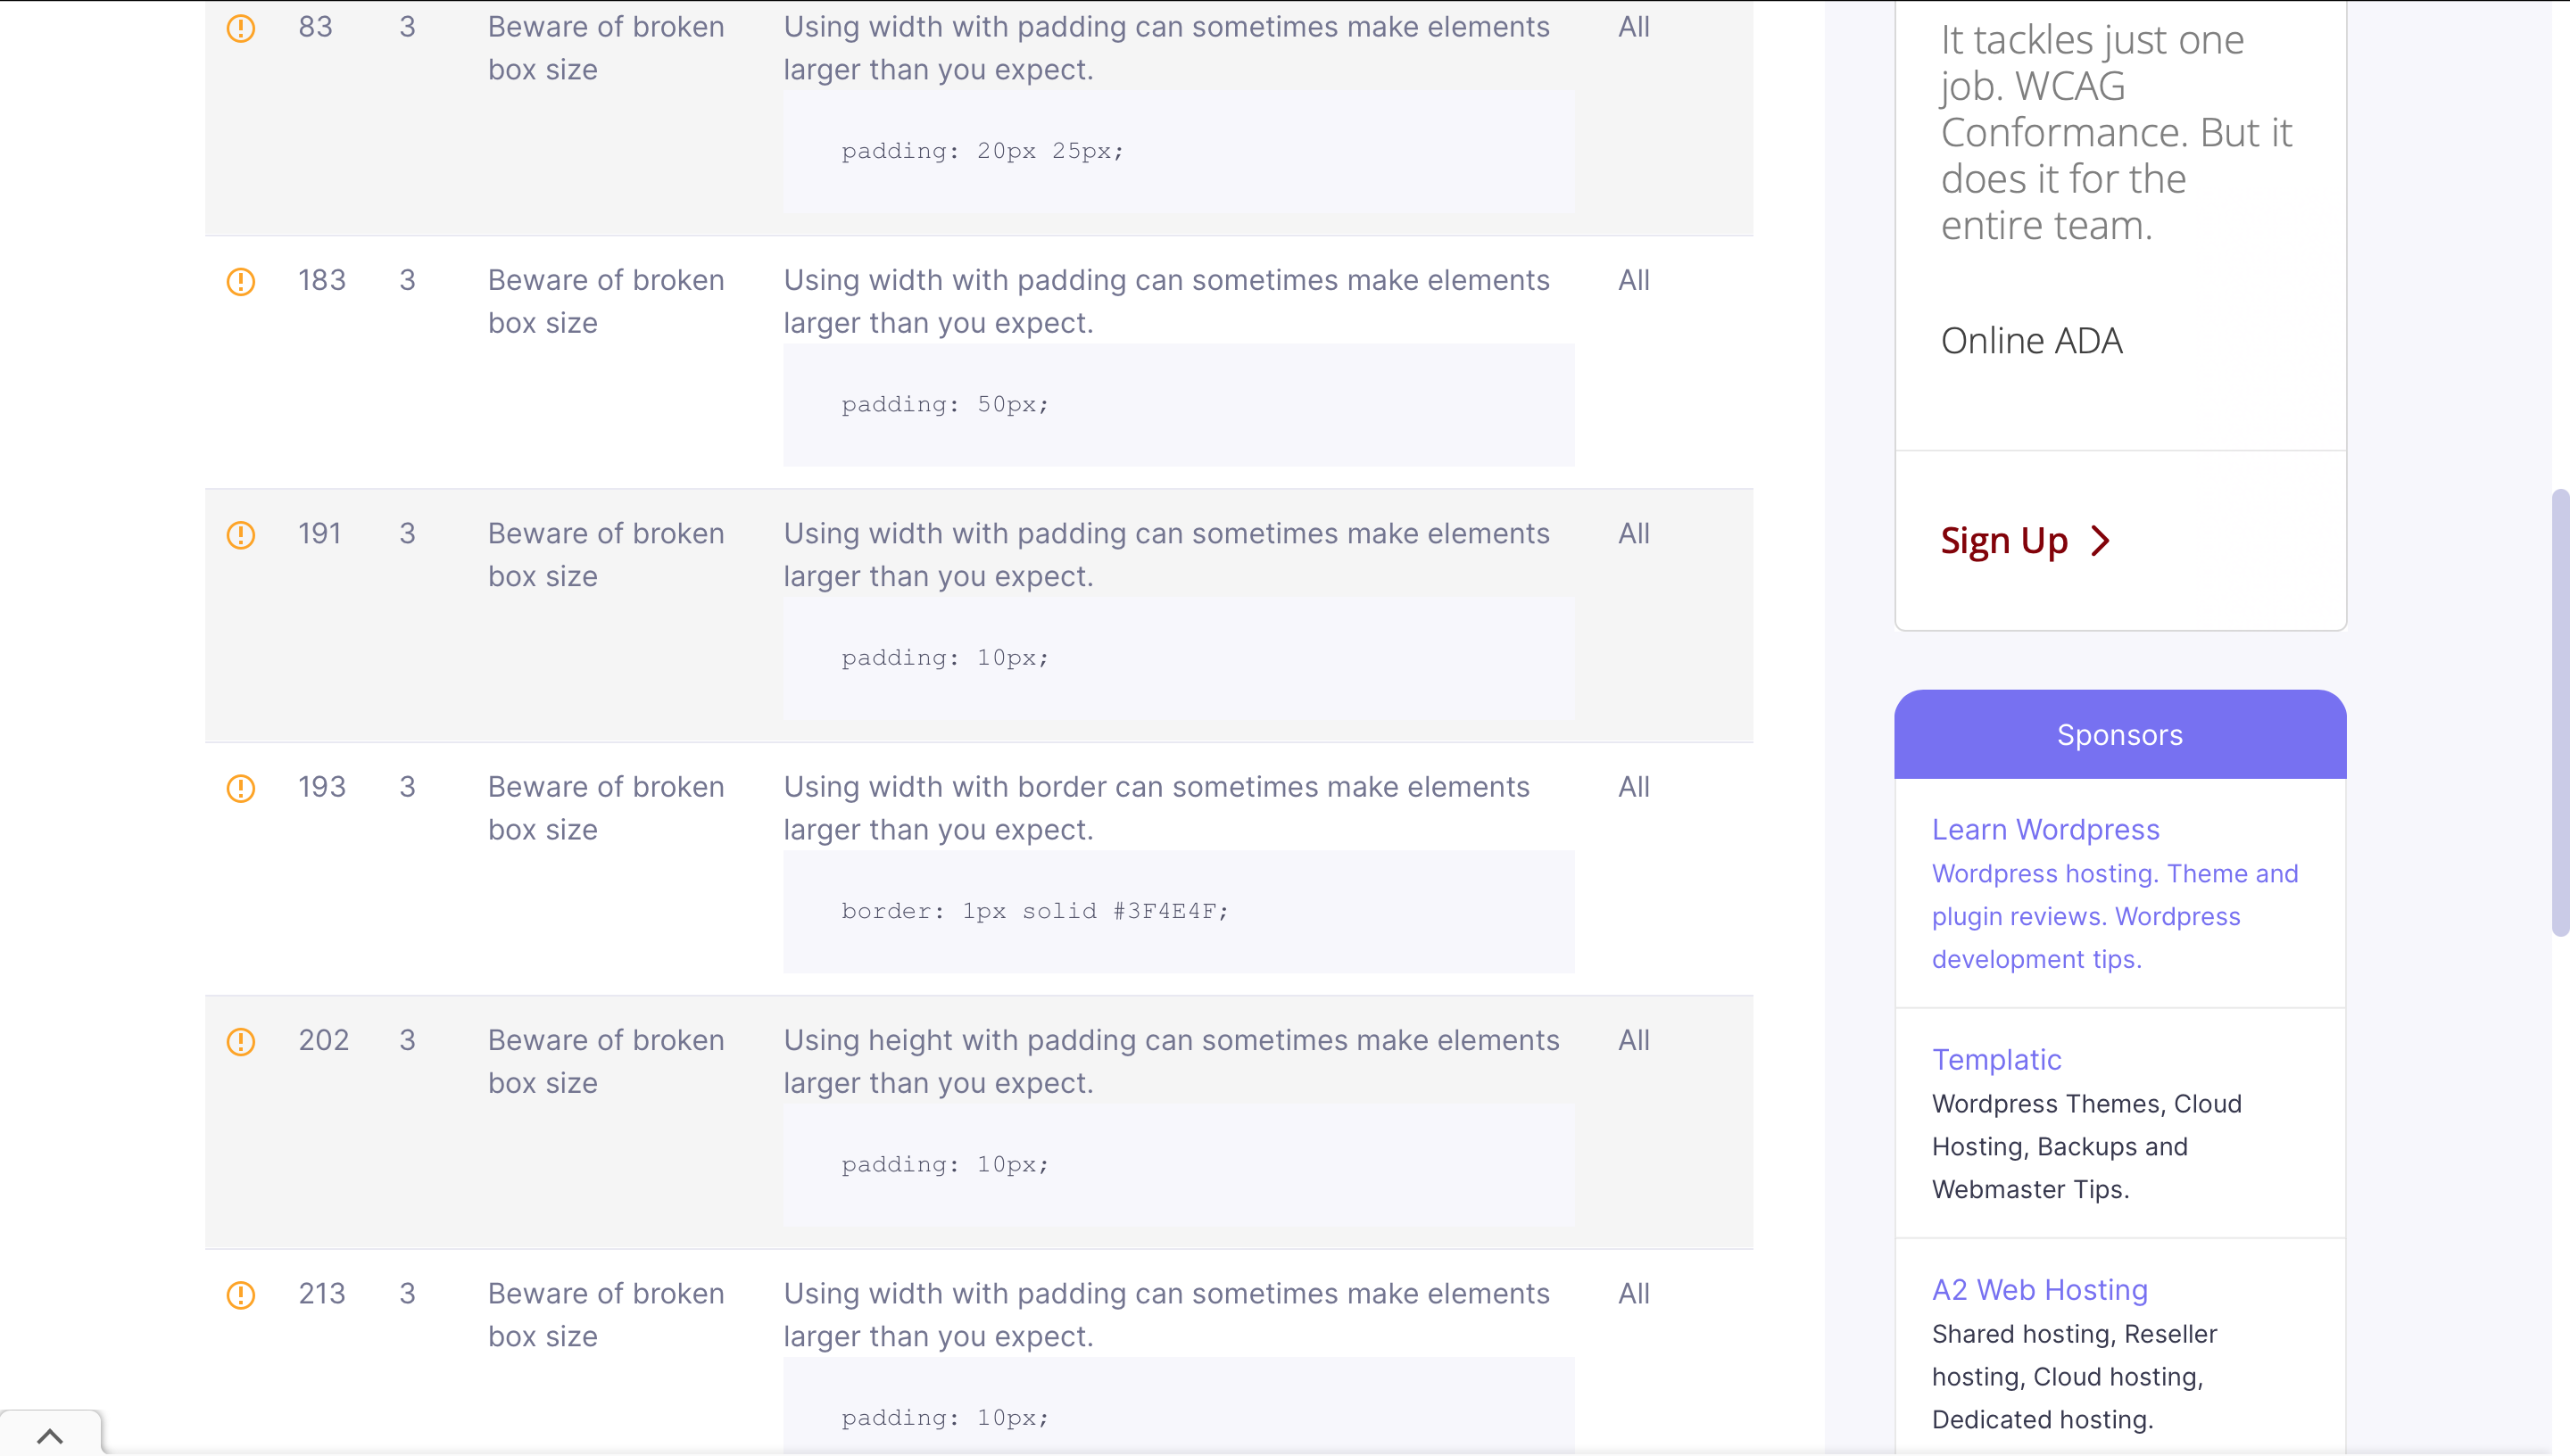 83 3 Beware of broken Using width with padding can sometimes make elements All
box size larger than you expect.
padding: 20px 25px;
183 3 Beware of broken Using width with padding can sometimes make elements All
box size larger than you expect.
padding: 50px;
191 3 Beware of broken Using width with padding can sometimes make elements All
box size larger than you expect.
padding: 10px;
193 3 Beware of broken Using width with border can sometimes make elements All
box size larger than you expect.
border: 1px solid #3F4E4F;
202 3 Beware of broken Using height with padding can sometimes make elements All
box size larger than you expect.
padding: 10px;
213 3 Beware of broken Using width with padding can sometimes make elements All
box size larger than you expect.
padding: 10px;
It tackles just one
job. WCAG
Conformance. But it
does it for the
entire team.
Online ADA
Sign Up
Sponsors
Learn Wordpress
Wordpress hosting. Theme and
plugin reviews. Wordpress
development tips.
Templatic
Wordpress Themes, Cloud
Hosting, Backups and
Webmaster Tips.
A2 Web Hosting
Shared hosting, Reseller
hosting, Cloud hosting,
Dedicated hosting.